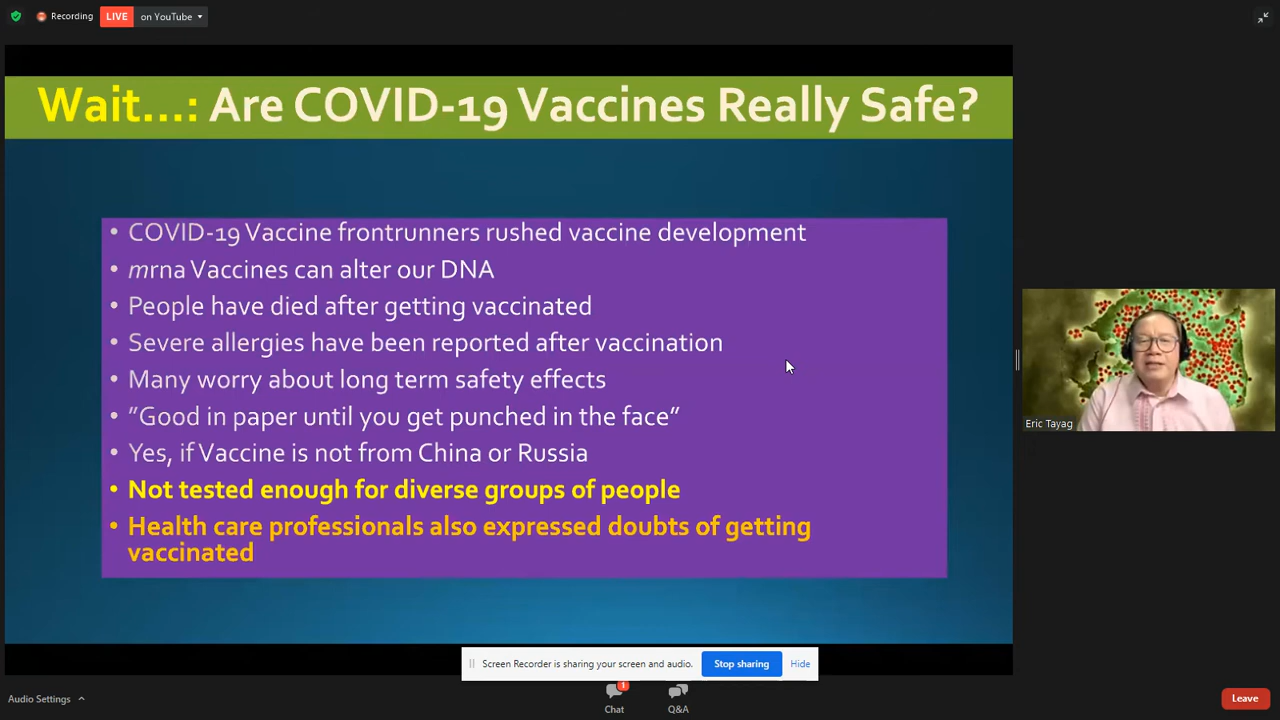 Recording
LIVE
on YouTube
Wait...: Are COVID-19 Vaccines Really Safe?
• COVID-19 Vaccine frontrunners rushed vaccine development
• mrna Vaccines can alter our DNA
• People have died after getting vaccinated
• Severe allergies have been reported after vaccination
• Many worry about long term safety effects
• ”Good in paper until you get punched in the face”
• Yes, if Vaccine is not from China or Russia
• Not tested enough for diverse groups of people
• Health care professionals also expressed doubts of getting
vaccinated
Eric Tayag
Screen Recorder is sharing your screen and audio.
Stop sharing
Hide
Audio Settings
1
Chat
Q&A
Leave